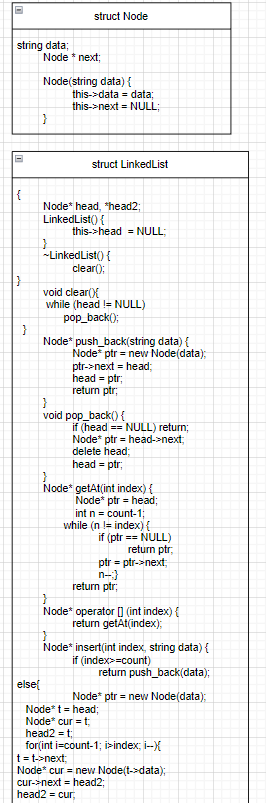 struct Node
string data;
Node * next;
Node(string data) {
this->data = data;
this->next = NULL;
}
struct LinkedList
{
Node* head, *head2;
LinkedList() {
this->head  = NULL;
}
~LinkedList() {
clear();
}
void clear(){
while (head != NULL)
pop_back();
}
Node* push_back(string data) {
Node* ptr = new Node(data);
ptr->next = head;
head = ptr;
return ptr;
}
void pop_back() {
if (head == NULL) return;
Node* ptr = head->next;
delete head;
head = ptr;
}
Node* getAt(int index) {
Node* ptr = head;
int n = count-1;
while (n != index) {
if (ptr == NULL)
return ptr;
ptr = ptr->next;
n--;}
return ptr;
}
Node* operator [] (int index) {
return getAt(index);
}
Node* insert(int index, string data) {
if (index>=count)
return push_back(data);
else{
Node* ptr = new Node(data);
Node* t = head;
Node* cur = t;
head2 = t;
for(int i=count-1; i>index; i--){
t = t->next;
Node* cur = new Node(t->data);
cur->next = head2;
head2 = cur;